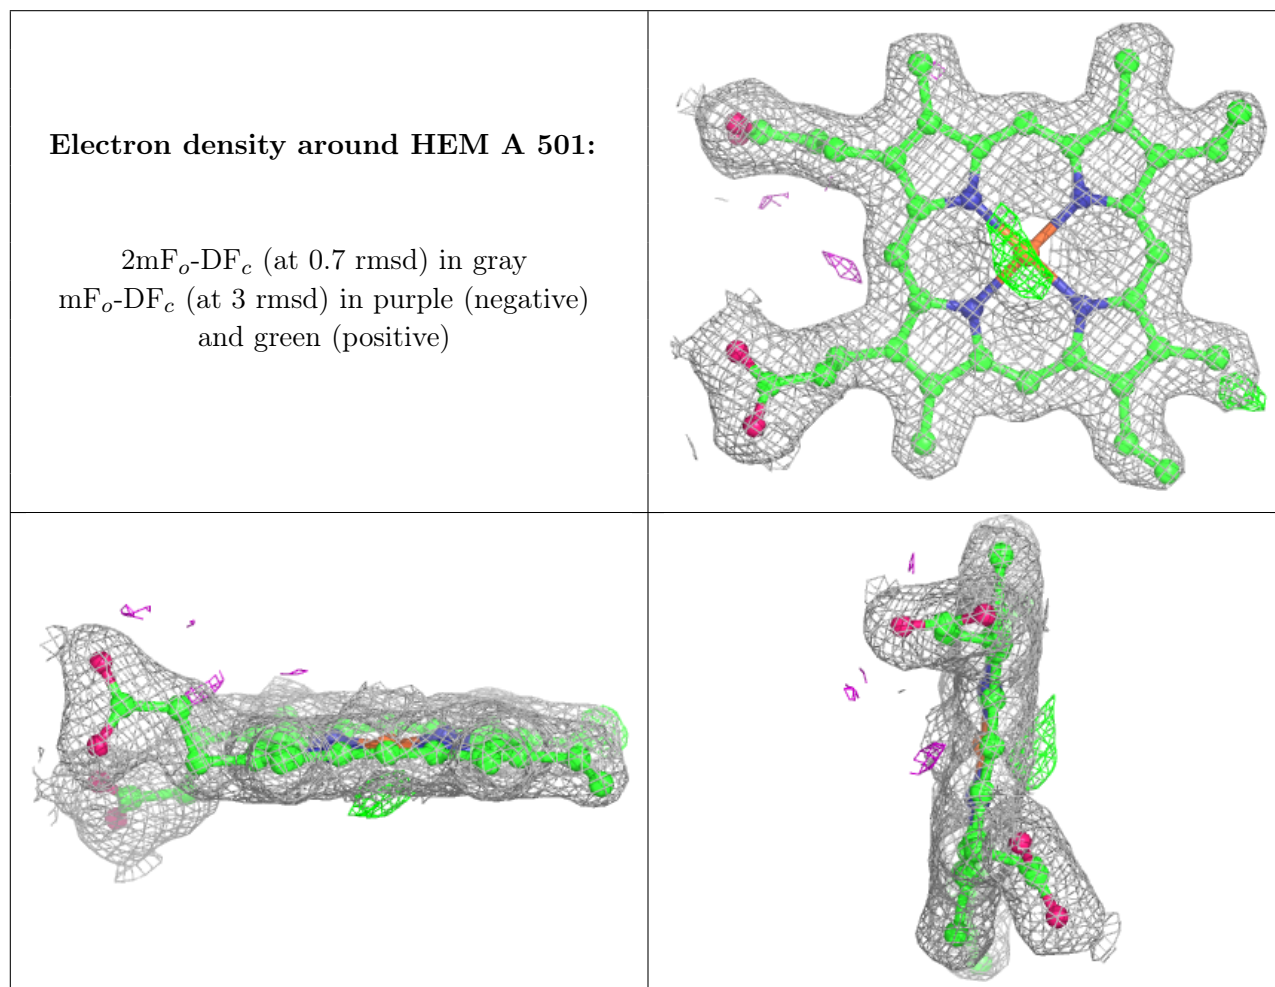 Electron density around HEM A 501:
2mFo-DFc (at 0.7 rmsd) in gray
mFo-DFc (at 3 rmsd) in purple (negative)
and green (positive)